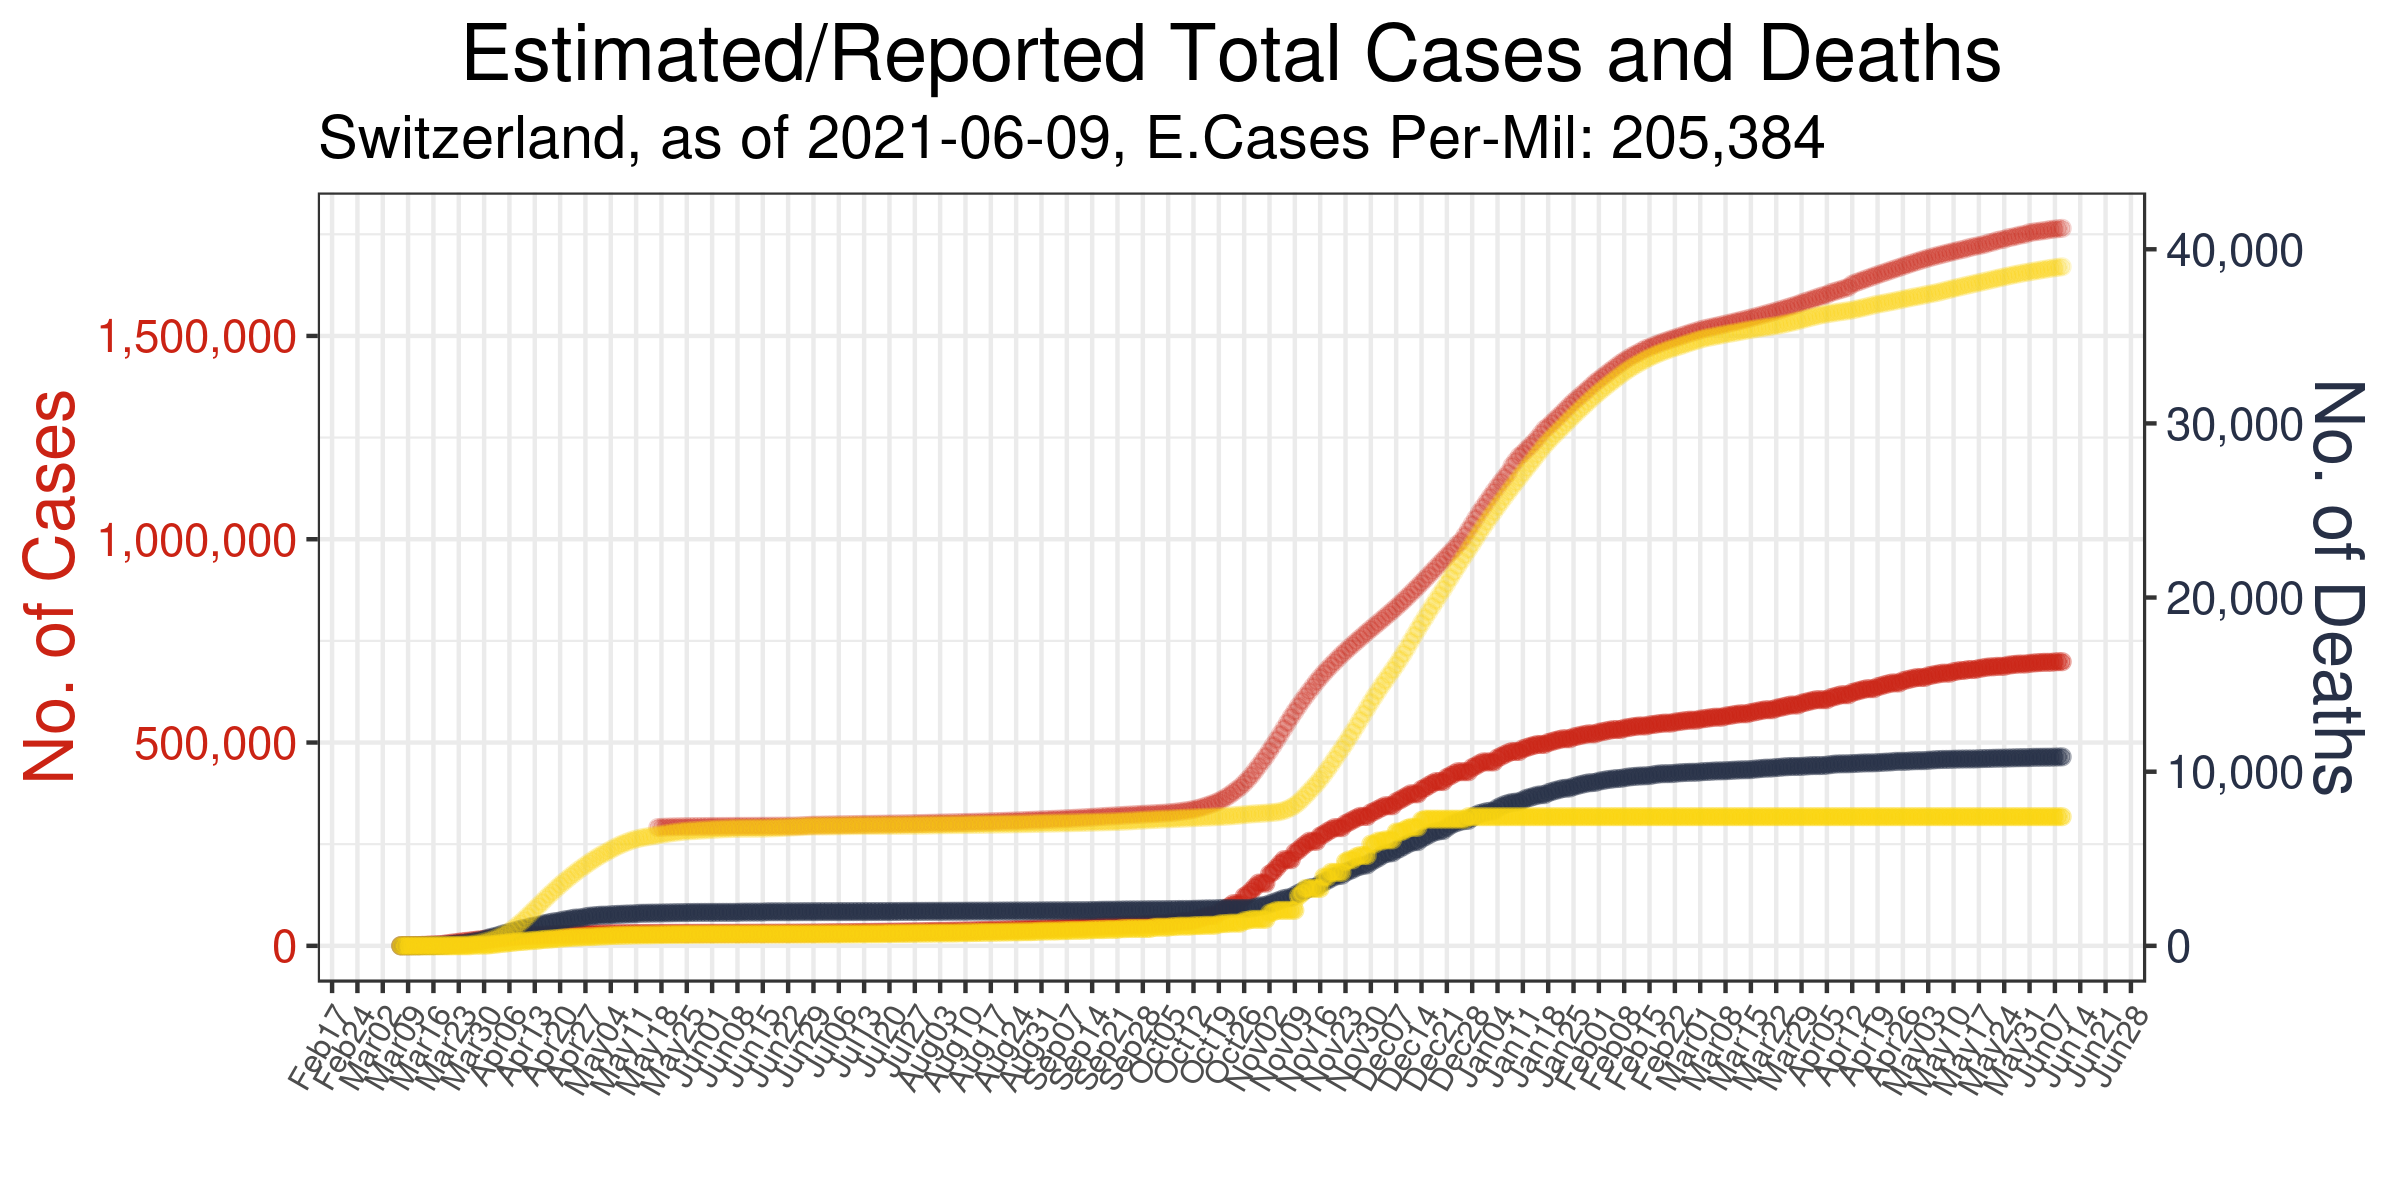 Estimated/Reported Total Cases and Deaths
Switzerland, as of 2021-06-09, E.Cases Per-Mil: 205,384
No. of Cases
1,500,000
1,000,000
500,000
0
40,000
30,000
20,000
10,000
0
No. of Deaths
Feb17 Feb24 Mar02 Mar09 Mar16 Mar23 Mar30 Apr06 Apr13 Apr20 Apr27 May04 May11 May18 May25 Jun01 Jun08 Jun15 Jun22 Jun29 Jul06 Jul13 Jul20 Jul27 Aug03 Aug10 Aug17 Aug24 Aug31 Sep07 Sep14 Sep21 Sep28 Oct05 Oct12 Oct19 Oct26 Nov02 Nov09 Nov16 Nov23 Nov30 Dec07 Dec14 Dec21 Dec28 Jan04 Jan11 Jan18 Jan25 Feb01 Feb08 Feb15 Feb22 Mar01 Mar08 Mar15 Mar22 Mar29 Apr05 Apr12 Apr19 Apr26 May03 May10 May17 May24 May31 Jun07 Jun14 Jun21 Jun28